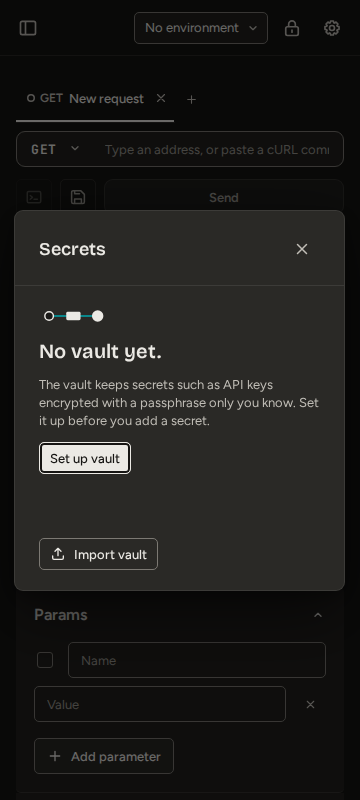 No environment
GET New request
GET Type an address, or paste a cURL com
Send
Secrets
No vault yet.
The vault keeps secrets such as API keys
encrypted with a passphrase only you know. Set
it up before you add a secret.
Set up vault
Import vault
Params
Name
Value
Add parameter